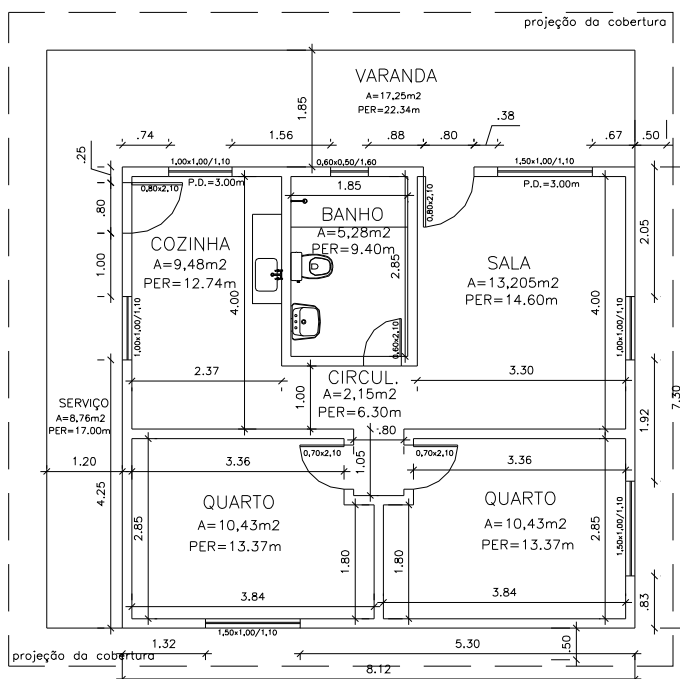 projeção da cobertura
VARANDA
A=17,25m2
PER=22.34m
1.85
.38
.74
1.56
.88
.80
.67
.50
.25
1,00x1,00/1,10
0,60x0,50/1,60
1,50x1,00/1,10
P.D.=3.00m
P.D.=3.00m
0,80x2,10
1.85
0,80x2,10
.80
BANHO
A=5,28m2
PER=9.40m
2.05
COZINHA
A=9,48m2
PER=12.74m
1.00
2.85
SALA
A=13,205m2
PER=14.60m
4.00
4.00
1,00x1,00/1,10
1,00x1,00/1,10
0,60x2,10
2.37
CIRCUL.
A=2,15m2
PER=6.30m
3.30
1.00
7.30
SERVIÇO
A=8,76m2
PER=17.00m
1.92
.80
0,70x2,10
0,70x2,10
1.20
3.36
1.05
3.36
4.25
QUARTO
A=10,43m2
PER=13.37m
QUARTO
A=10,43m2
PER=13.37m
2.85
1.80
1.80
2.85
1,50x1,00/1,10
3.84
3.84
.83
1,50x1,00/1,10
1.32
5.30
.50
projeção da cobertura
8.12